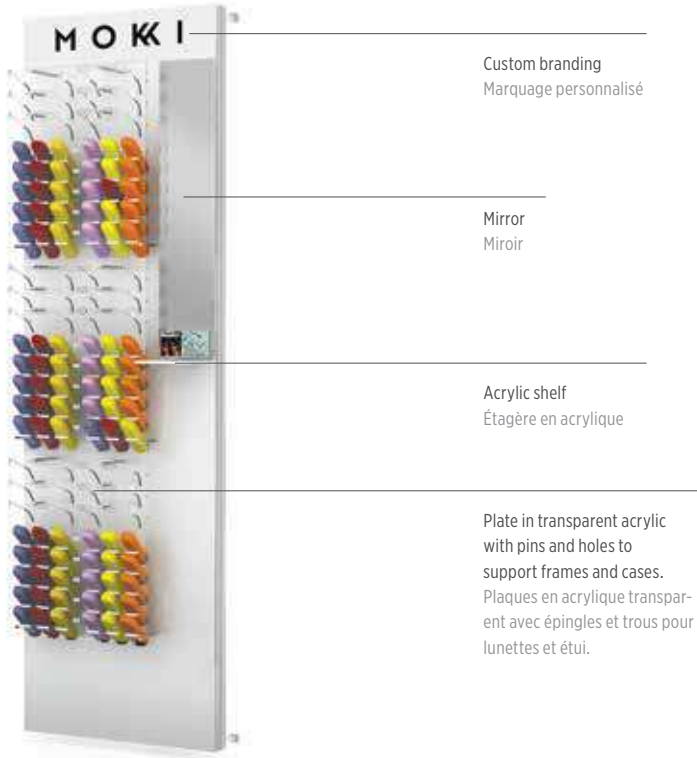 MOKKI
Custom branding
Marquage personnalisé
Mirror
Miroir
Acrylic shelf
Étagère en acrylique
Plate in transparent acrylic
with pins and holes to
support frames and cases.
Plaques en acrylique transpar-
ent avec épingles et trous pour
lunettes et étui.